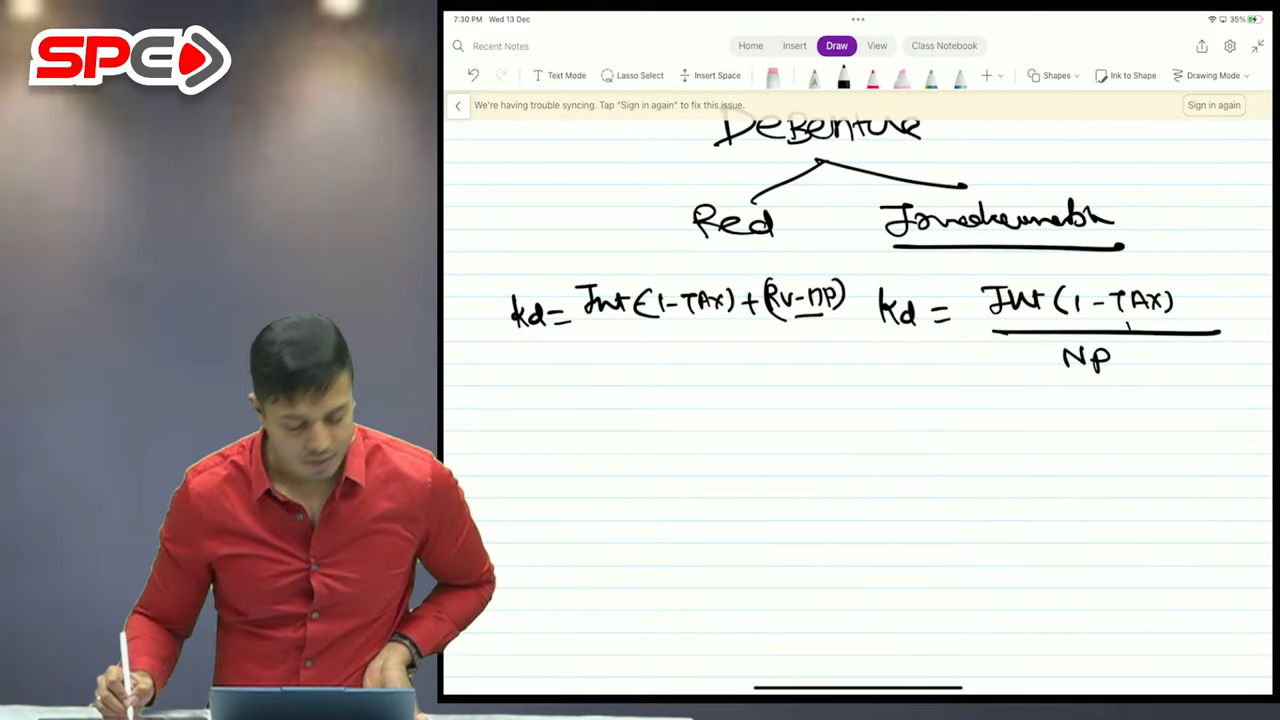 SPE
7:30 PM Wed 13 Dec
35%
Recent Notes
Home Insert Draw View Class Notebook
Text Mode Lasso Select Insert Space A Shapes Ink to Shape Drawing Mode
We're having trouble syncing. Tap "Sign in again" to fix this issue. Sign in again
Debenture
Red
Kd = Int (1-TAX) + (RV-NP) Kd = Int (1-TAX)
NP